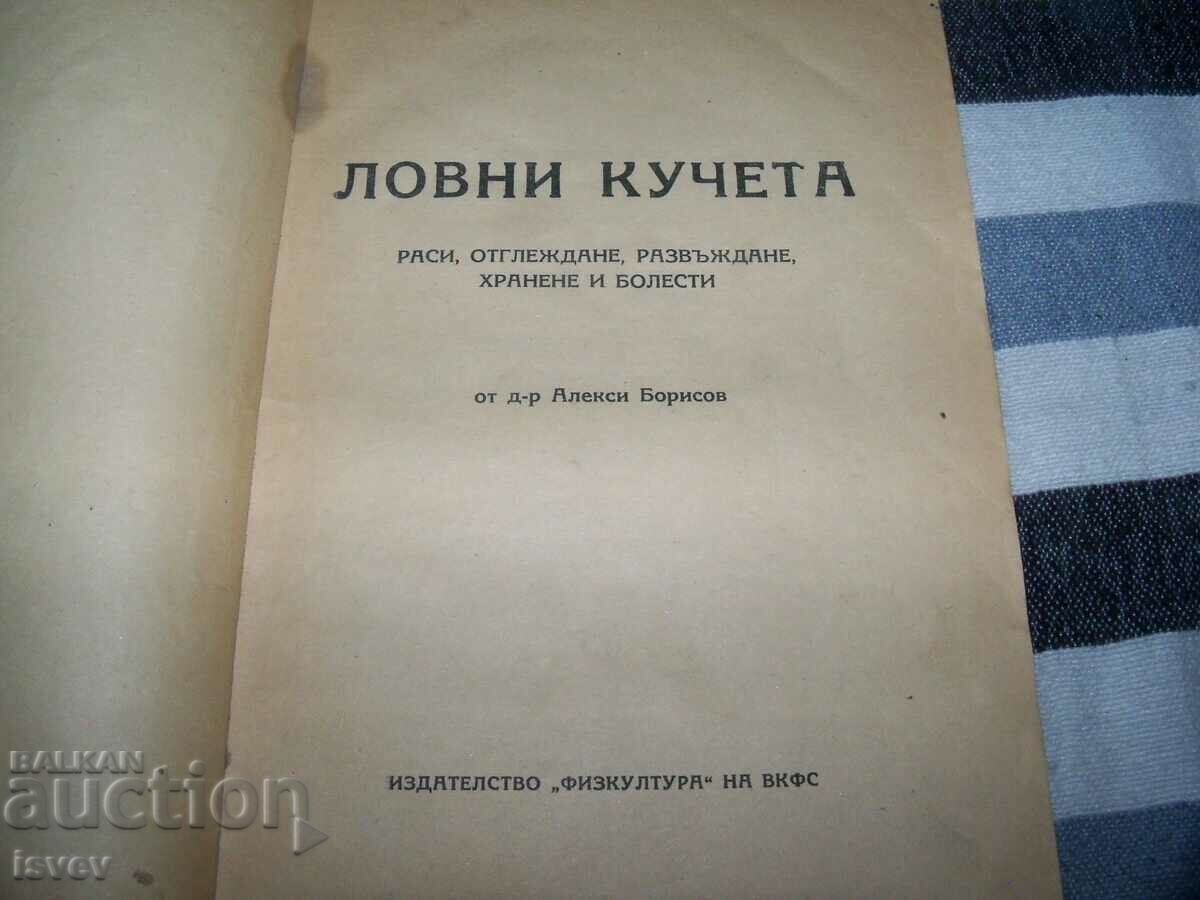 ЛОВНИ КУЧЕТА
РАСИ, ОТГЛЕЖДАНЕ, РАЗВЪЖДАНЕ,
ХРАНЕНЕ И БОЛЕСТИ
от д-р Алекси Борисов
ИЗДАТЕЛСТВО „ФИЗКУЛТУРА“ НА ВКФС
BALKAN
auction
isvev